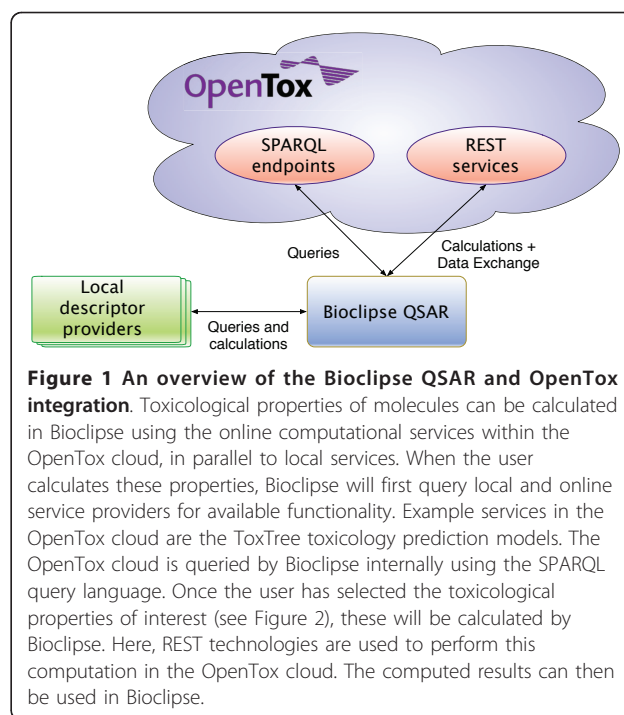 OpenTox
SPARQL
endpoints
REST
services
Queries
Calculations +
Data Exchange
Local
descriptor
providers
Queries and
calculations
Bioclipse QSAR
Figure 1 An overview of the Bioclipse QSAR and OpenTox
integration. Toxicological properties of molecules can be calculated
in Bioclipse using the online computational services within the
OpenTox cloud, in parallel to local services. When the user
calculates these properties, Bioclipse will first query local and online
service providers for available functionality. Example services in the
OpenTox cloud are the ToxTree toxicology prediction models. The
OpenTox cloud is queried by Bioclipse internally using the SPARQL
query language. Once the user has selected the toxicological
properties of interest (see Figure 2), these will be calculated by
Bioclipse. Here, REST technologies are used to perform this
computation in the OpenTox cloud. The computed results can then
be used in Bioclipse.